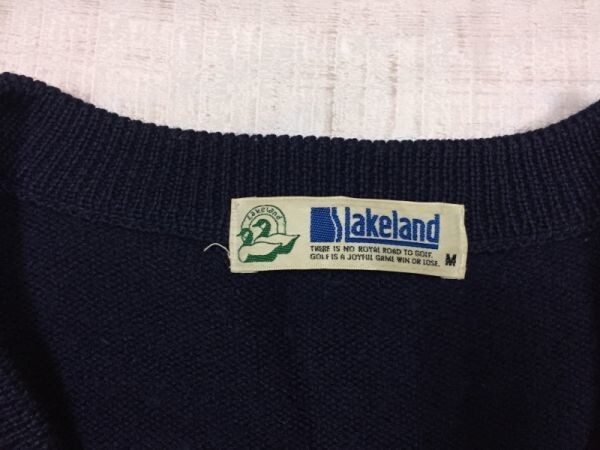 Lakeland
lakeland
THERE IS NO ROYAL ROAD TO GOLF.
GOLF IS A JOYFUL GAME WIN OR LOSE.
M